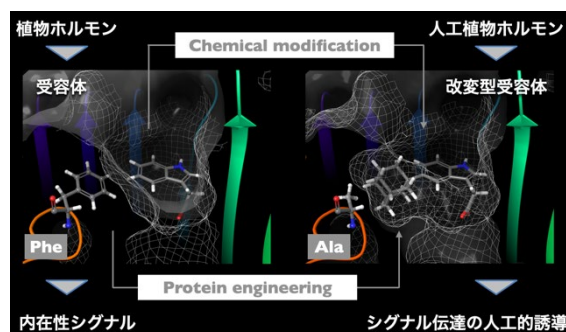 植物ホルモン
人工植物ホルモン
Chemical modification
受容体
改変型受容体
Phe
Ala
Protein engineering
内在性シグナル
シグナル伝達の人工的誘導